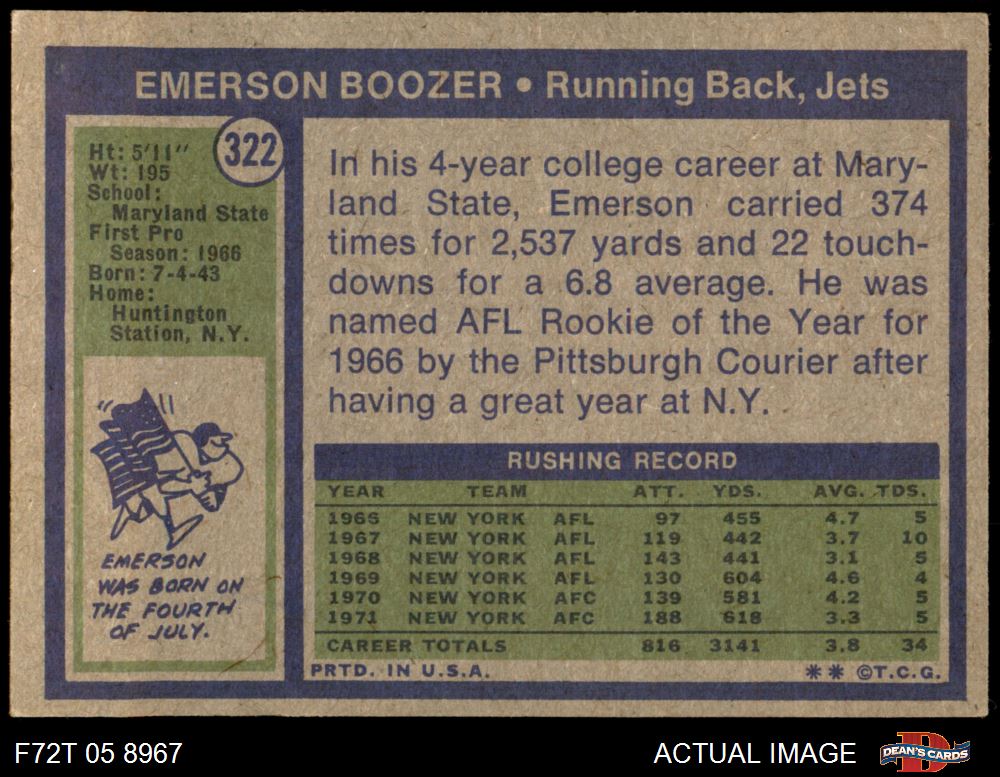 EMERSON BOOZER • Running Back, Jets
322
Ht: 5'11"
Wt: 195
School:
Maryland State
First Pro
Season: 1966
Born: 7-4-43
Home:
Huntington
Station, N.Y.
EMERSON
WAS BORN ON
THE FOURTH
OF JULY.
In his 4-year college career at Mary-
land State, Emerson carried 374
times for 2,537 yards and 22 touch-
downs for a 6.8 average. He was
named AFL Rookie of the Year for
1966 by the Pittsburgh Courier after
having a great year at N.Y.
RUSHING RECORD
YEAR TEAM ATT. YDS. AVG. TDS.
1966 NEW YORK AFL 97 455 4.7 5
1967 NEW YORK AFL 119 442 3.7 10
1968 NEW YORK AFL 143 441 3.1 5
1969 NEW YORK AFL 130 604 4.6 4
1970 NEW YORK AFC 139 581 4.2 5
1971 NEW YORK AFC 188 618 3.3 5
CAREER TOTALS 816 3141 3.8 34
PRTD. IN U.S.A. ** ©T.C.G.
F72T 05 8967 ACTUAL IMAGE DEAN'S CARDS